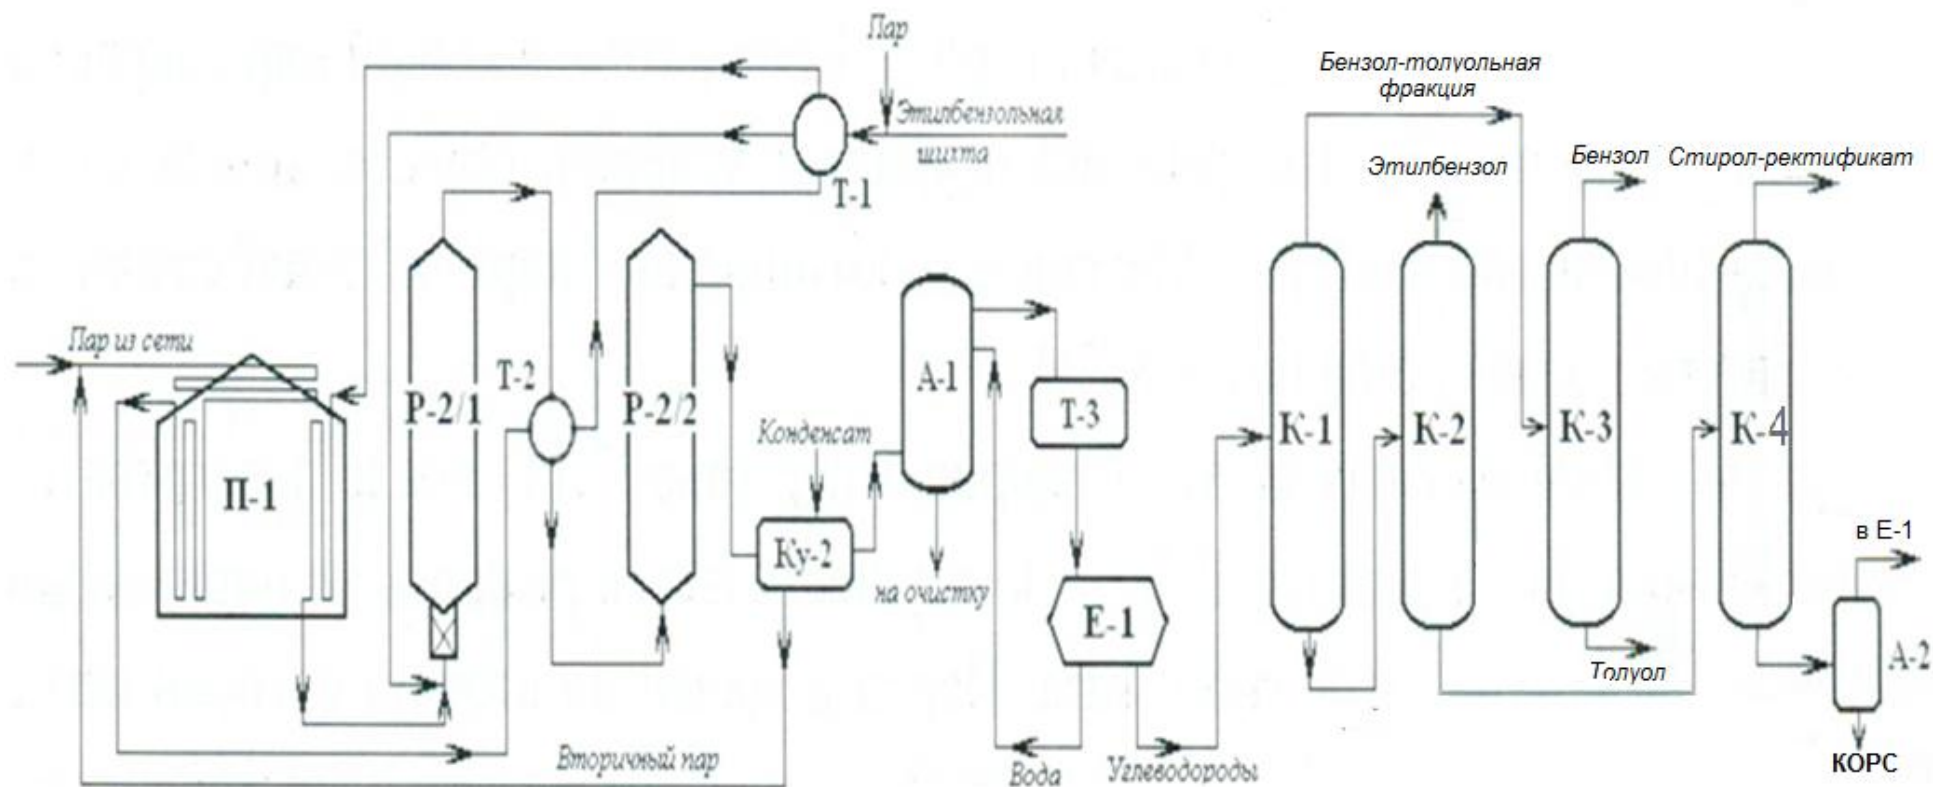 Пар
Этилбензольная
шихта
Т-1
Бензол-толуольная
фракция
Этилбензол
Бензол
Стирол-ректификат
Пар из сети
П-1
Р-2/1
Т-2
Р-2/2
Конденсат
Ку-2
А-1
на очистку
Т-3
Е-1
К-1
К-2
К-3
К-4
Толуол
в Е-1
А-2
КОРС
Вторичный пар
Вода
Углеводороды